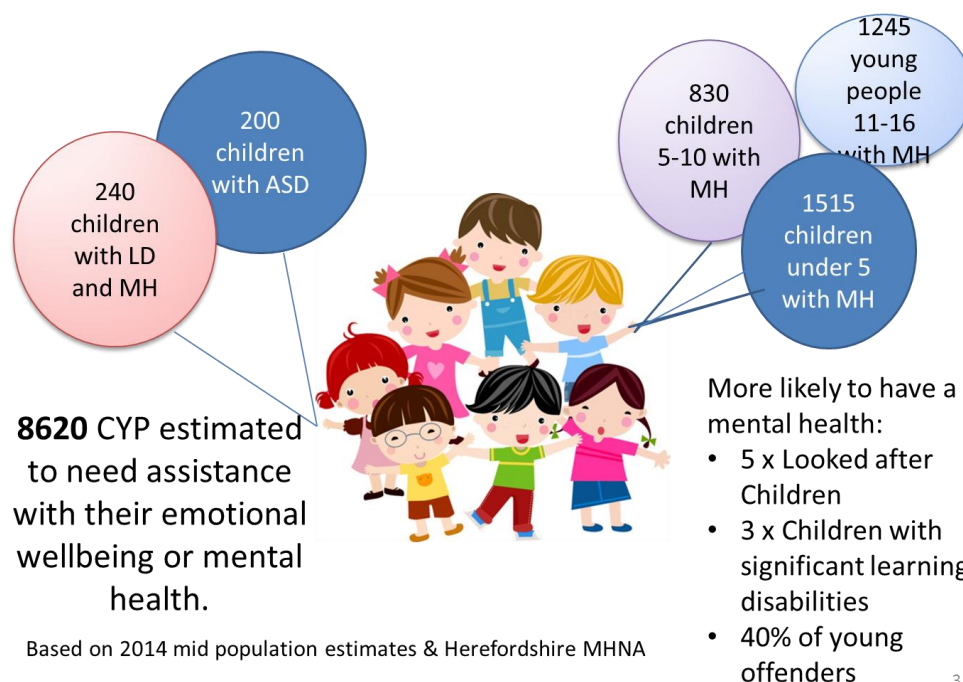 200
children
with ASD
240
children
with LD
and MH
830
children
5-10 with
MH
1245
young
people
11-16
with MH
1515
children
under 5
with MH
8620 CYP estimated
to need assistance
with their emotional
wellbeing or mental
health.
Based on 2014 mid population estimates & Herefordshire MHNA
More likely to have a
mental health:
• 5 x Looked after
Children
• 3 x Children with
significant learning
disabilities
• 40% of young
offenders
3